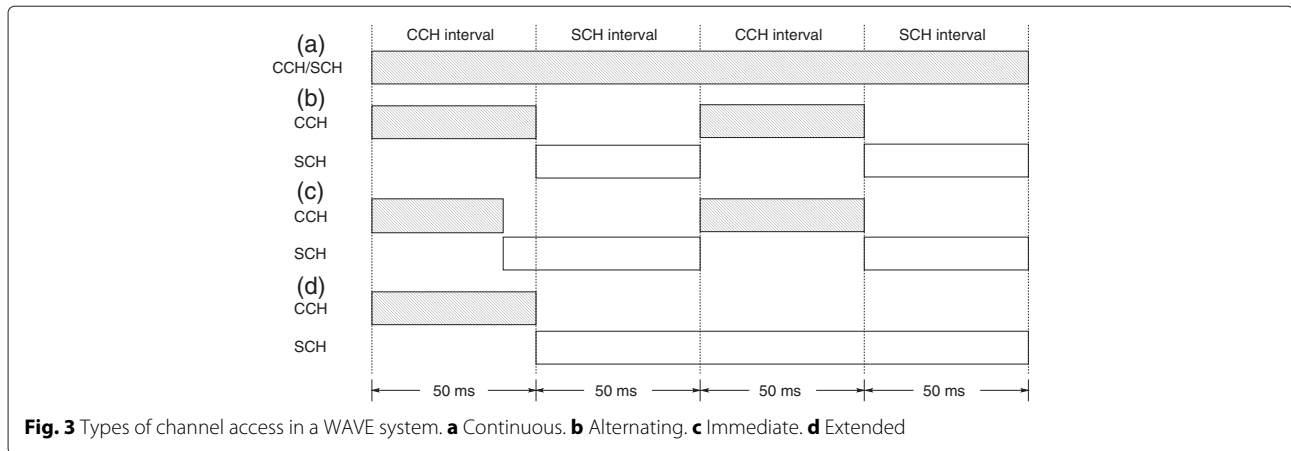 CCH interval SCH interval CCH interval SCH interval
(a)
CCH/SCH
(b)
CCH
SCH
(c)
CCH
SCH
(d)
CCH
SCH
50 ms 50 ms 50 ms 50 ms
Fig. 3 Types of channel access in a WAVE system. a Continuous. b Alternating. c Immediate. d Extended